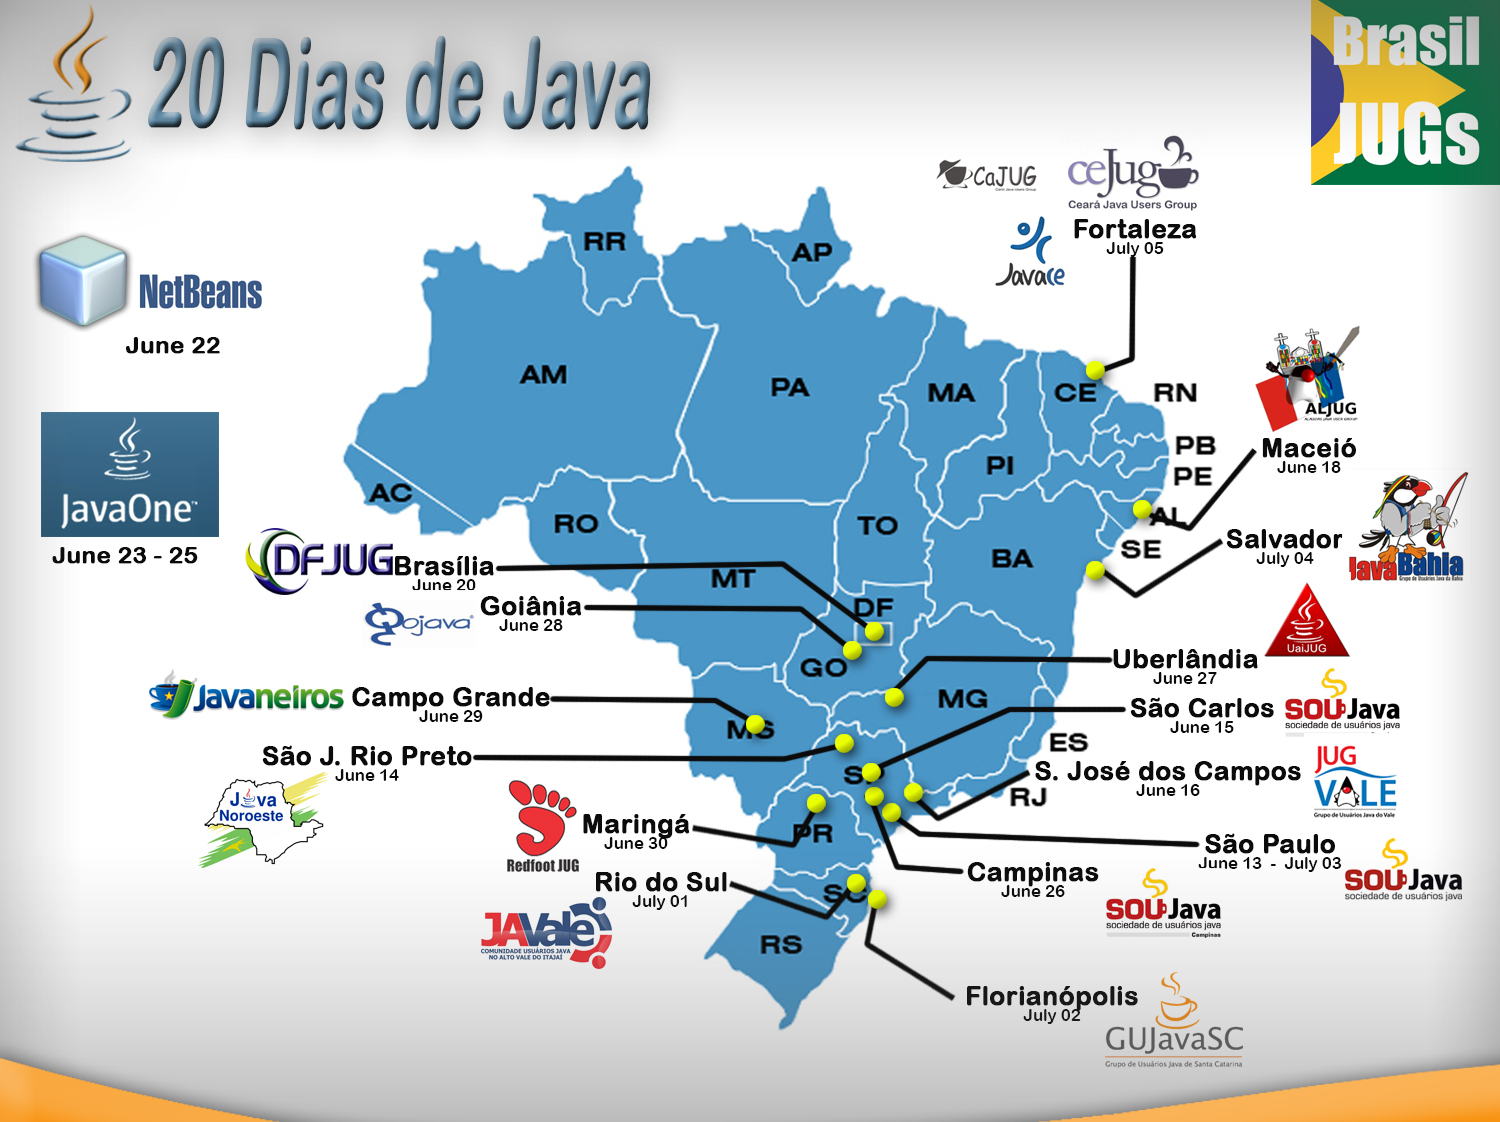 20 Dias de Java
Brasil
JUGs
CaJUG
ceJug
Ceará Java Users Group
Fortaleza
July 05
Javace
NetBeans
June 22
JavaOne™
June 23 - 25
RR
AP
AM
PA
MA
CE
RN
PB
PE
PI
AC
RO
TO
AL
SE
BA
MT
DF
GO
MG
MS
ES
SP
RJ
PR
SC
RS
ALJUG
Maceió
June 18
Salvador
July 04
JavaBahia
Grupo de Usuários Java da Bahia
DFJUG
Brasília
June 20
Gojava
Goiânia
June 28
UaiJUG
Uberlândia
June 27
Javaneiros
Campo Grande
June 29
São Carlos
June 15
SOUJava
sociedade de usuários java
São J. Rio Preto
June 14
Java
Noroeste
S. José dos Campos
June 16
JUG
VALE
Grupo de Usuários Java do Vale
Redfoot JUG
Maringá
June 30
São Paulo
June 13 - July 03
SOUJava
sociedade de usuários java
Campinas
June 26
SOUJava
sociedade de usuários java
Campinas
Rio do Sul
July 01
JAVale
COMUNIDADE USUÁRIOS JAVA
NO ALTO VALE DO ITAJAÍ
Florianópolis
July 02
GUJavaSC
Grupo de Usuários Java de Santa Catarina